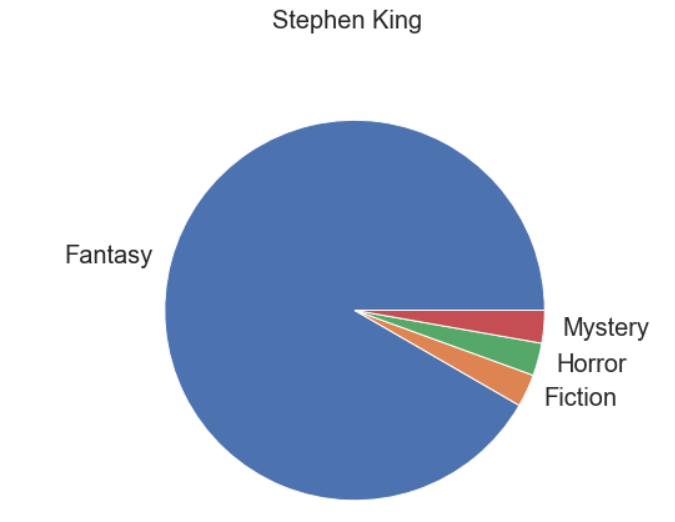 Stephen King
Fantasy
Mystery
Horror
Fiction